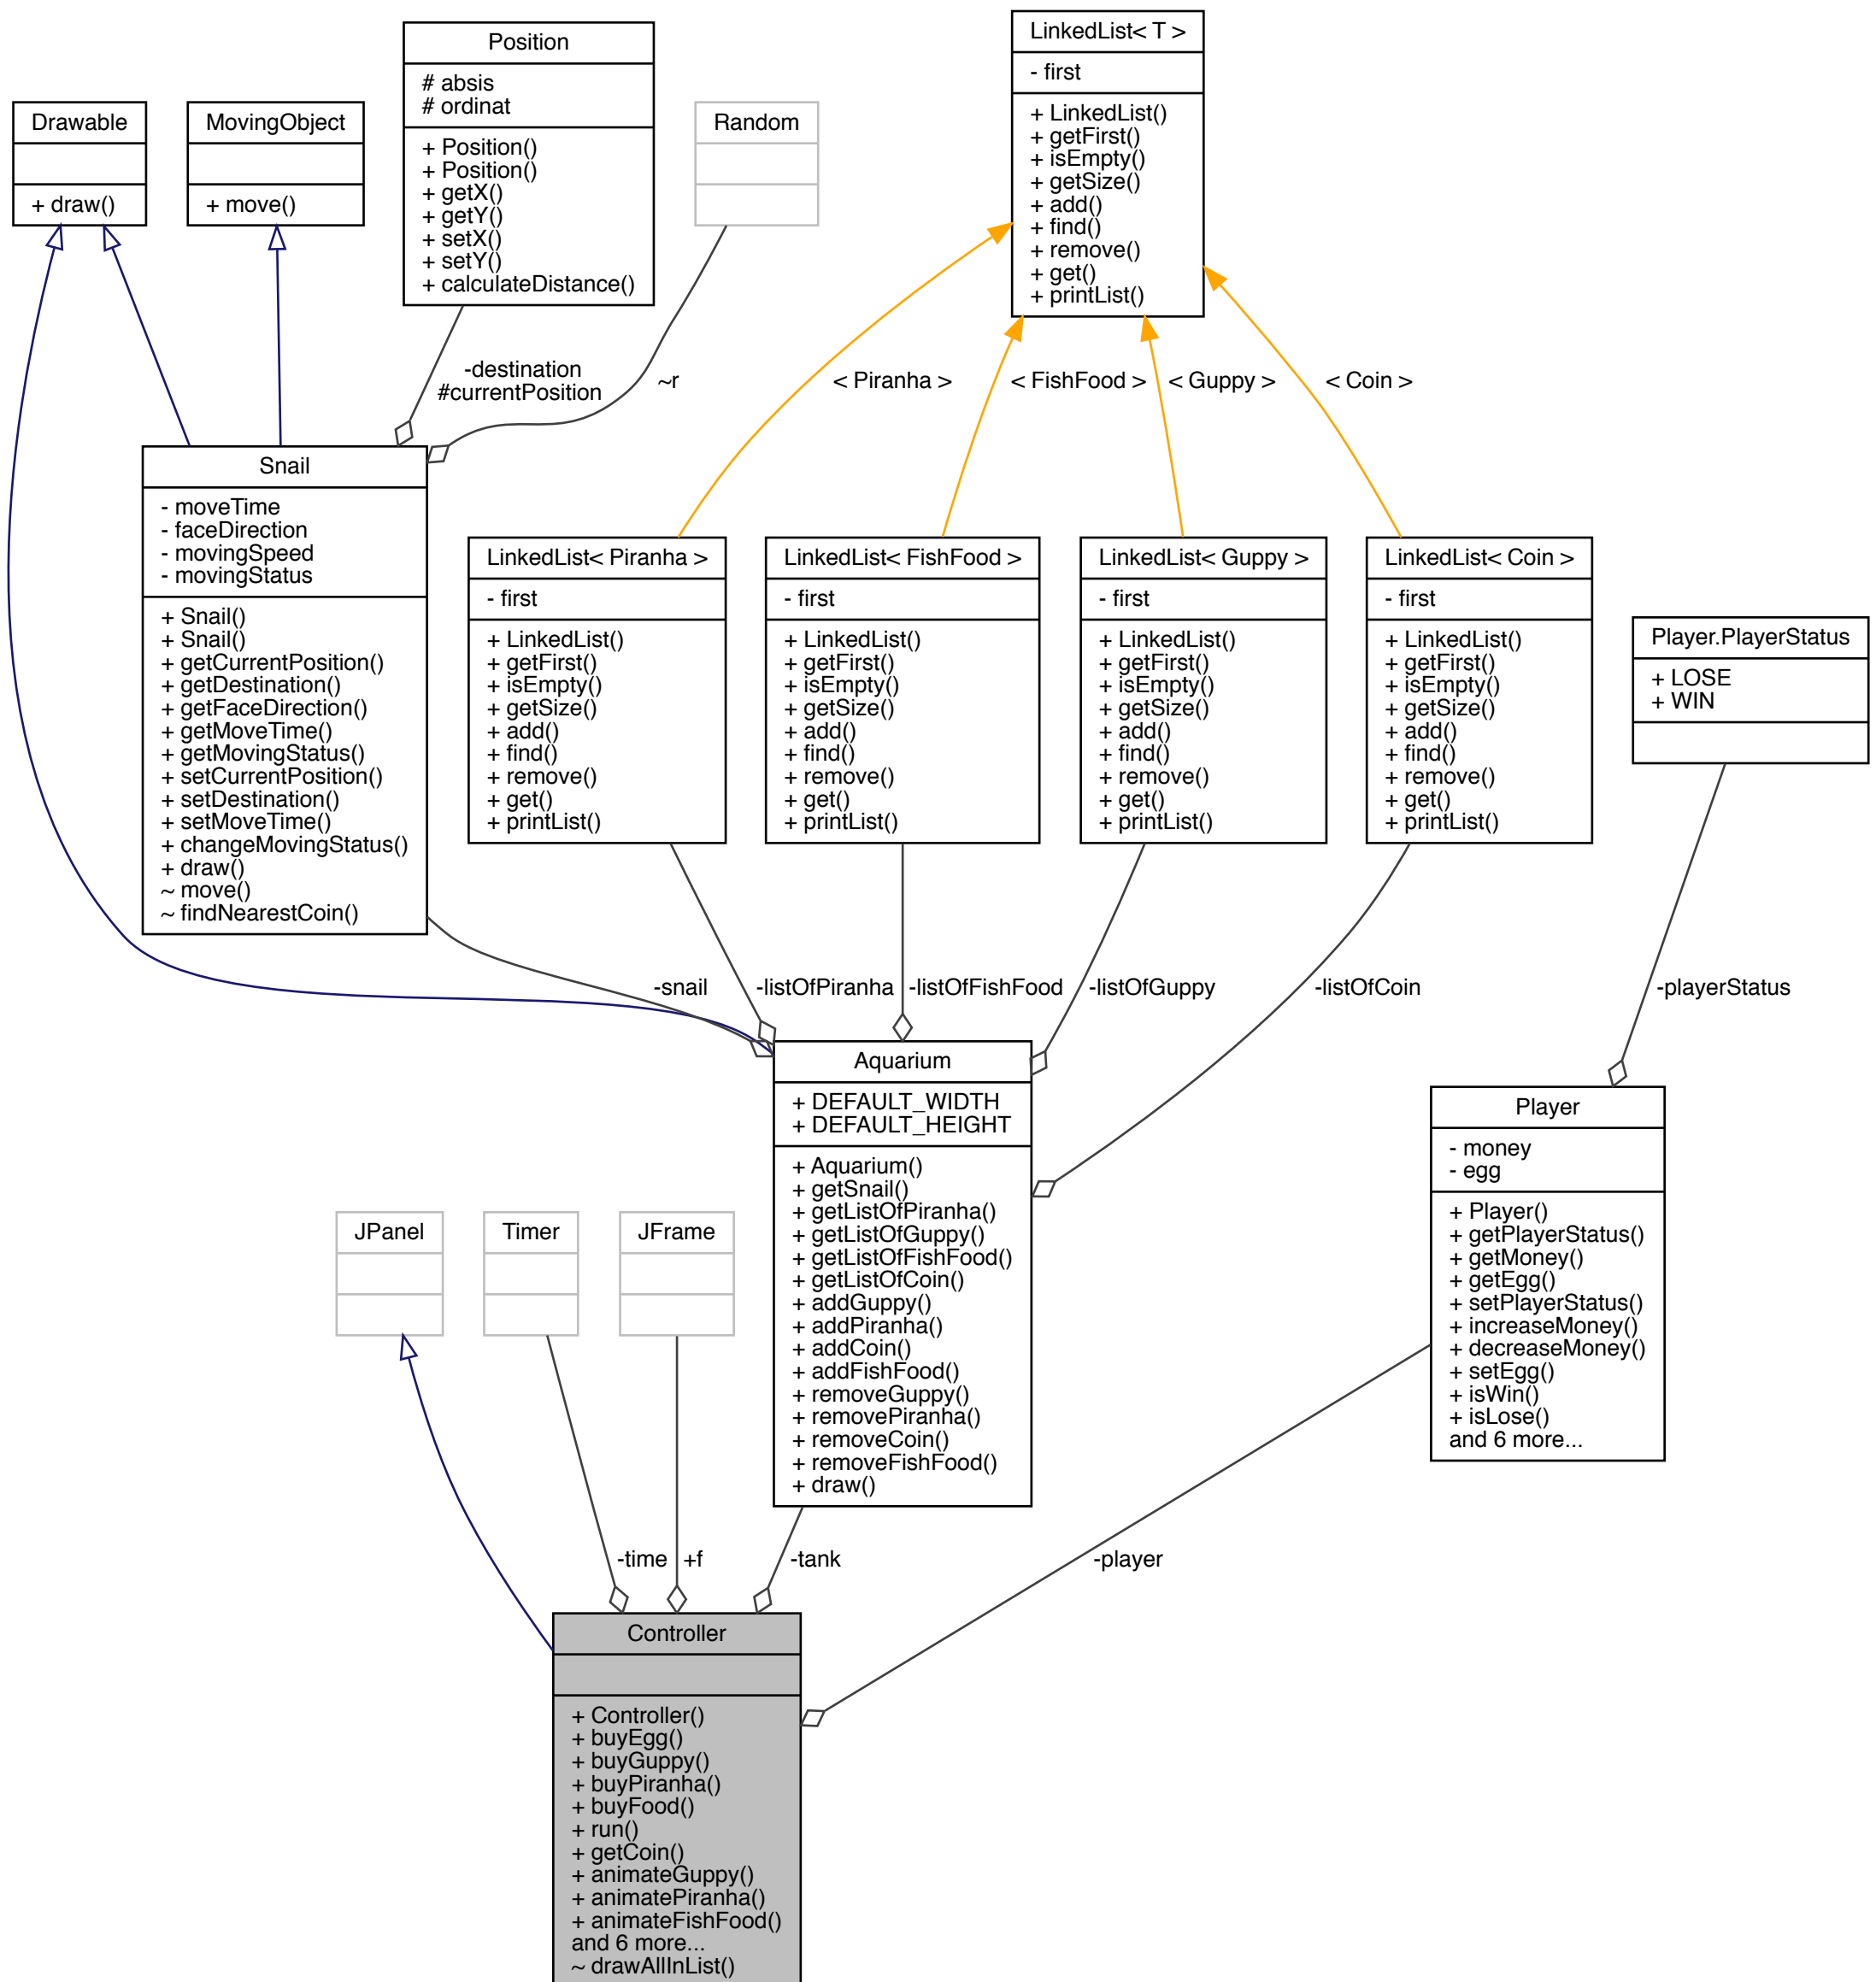 Position
# absis
# ordinat
+ Position()
+ Position()
+ getX()
+ getY()
+ setX()
+ setY()
+ calculateDistance()
LinkedList< T >
- first
+ LinkedList()
+ getFirst()
+ isEmpty()
+ getSize()
+ add()
+ find()
+ remove()
+ get()
+ printList()
Drawable
+ draw()
MovingObject
+ move()
Random
-destination
#currentPosition
~r
< Piranha >
< FishFood >
< Guppy >
< Coin >
Snail
- moveTime
- faceDirection
- movingSpeed
- movingStatus
+ Snail()
+ Snail()
+ getCurrentPosition()
+ getDestination()
+ getFaceDirection()
+ getMoveTime()
+ getMovingStatus()
+ setCurrentPosition()
+ setDestination()
+ setMoveTime()
+ changeMovingStatus()
+ draw()
~ move()
~ findNearestCoin()
LinkedList< Piranha >
- first
+ LinkedList()
+ getFirst()
+ isEmpty()
+ getSize()
+ add()
+ find()
+ remove()
+ get()
+ printList()
LinkedList< FishFood >
- first
+ LinkedList()
+ getFirst()
+ isEmpty()
+ getSize()
+ add()
+ find()
+ remove()
+ get()
+ printList()
LinkedList< Guppy >
- first
+ LinkedList()
+ getFirst()
+ isEmpty()
+ getSize()
+ add()
+ find()
+ remove()
+ get()
+ printList()
LinkedList< Coin >
- first
+ LinkedList()
+ getFirst()
+ isEmpty()
+ getSize()
+ add()
+ find()
+ remove()
+ get()
+ printList()
Player.PlayerStatus
+ LOSE
+ WIN
-snail
-listOfPiranha
-listOfFishFood
-listOfGuppy
-listOfCoin
-playerStatus
Aquarium
+ DEFAULT_WIDTH
+ DEFAULT_HEIGHT
+ Aquarium()
+ getSnail()
+ getListOfPiranha()
+ getListOfGuppy()
+ getListOfFishFood()
+ getListOfCoin()
+ addGuppy()
+ addPiranha()
+ addCoin()
+ addFishFood()
+ removeGuppy()
+ removePiranha()
+ removeCoin()
+ removeFishFood()
+ draw()
Player
- money
- egg
+ Player()
+ getPlayerStatus()
+ getMoney()
+ getEgg()
+ setPlayerStatus()
+ increaseMoney()
+ decreaseMoney()
+ setEgg()
+ isWin()
+ isLose()
and 6 more...
JPanel
Timer
JFrame
-time
+f
-tank
-player
Controller
+ Controller()
+ buyEgg()
+ buyGuppy()
+ buyPiranha()
+ buyFood()
+ run()
+ getCoin()
+ animateGuppy()
+ animatePiranha()
+ animateFishFood()
and 6 more...
~ drawAllInList()